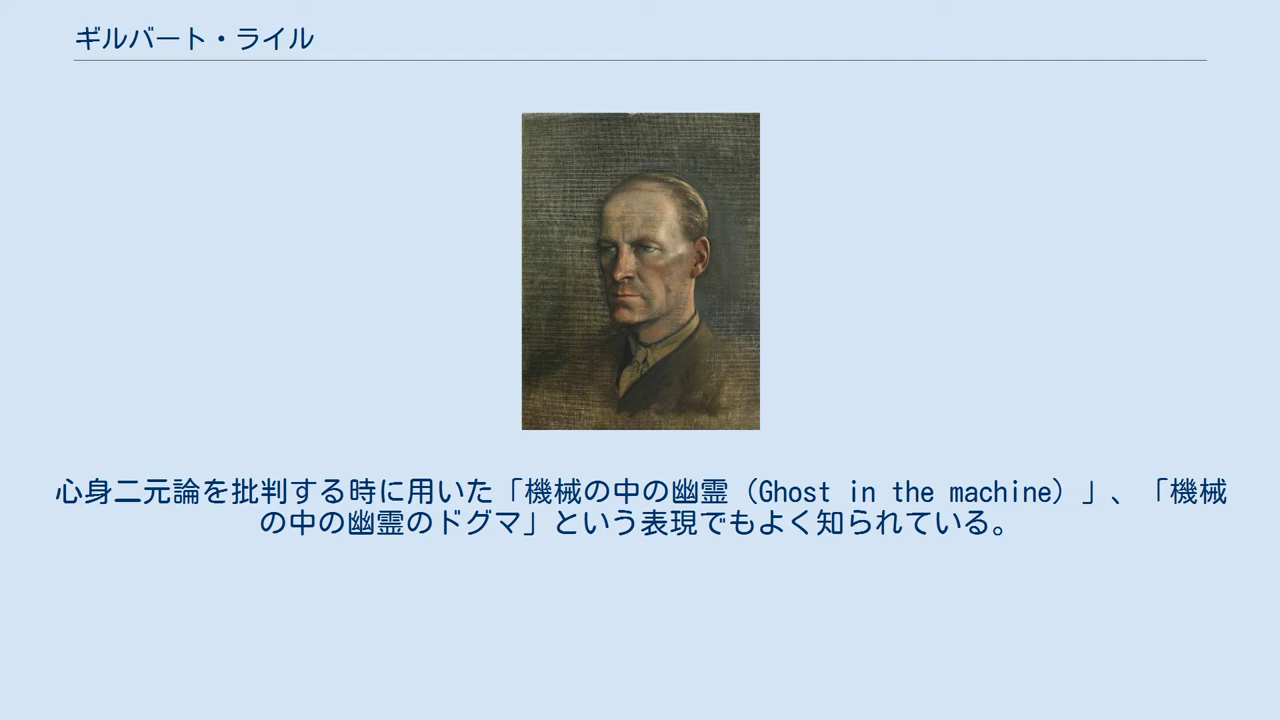 ギルバート・ライル
心身二元論を批判する時に用いた「機械の中の幽霊（Ghost in the machine）」、「機械
の中の幽霊のドグマ」という表現でもよく知られている。